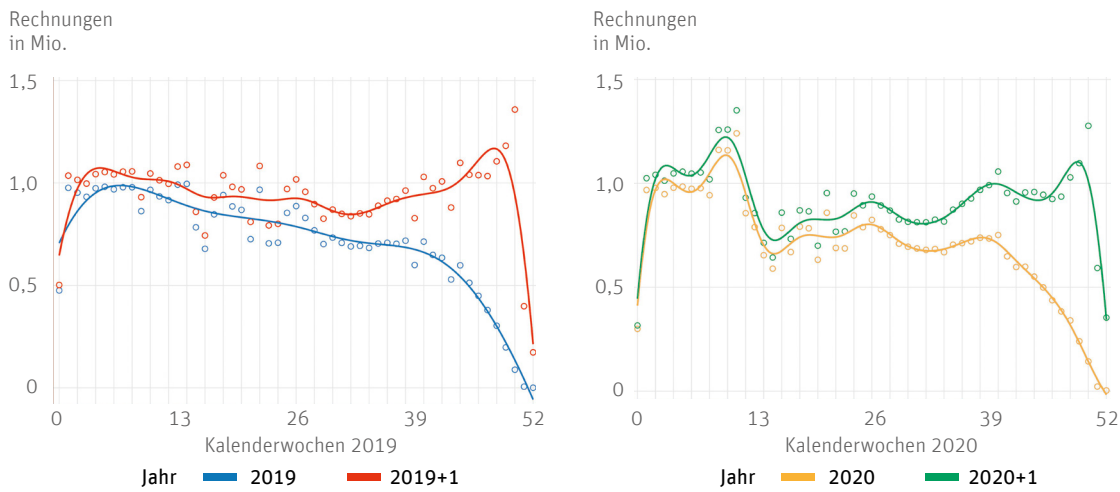 Rechnungen
in Mio.
1,5
1,0
0,5
0
0 13 26 39 52
Kalenderwochen 2019
Jahr 2019 2019+1
Rechnungen
in Mio.
1,5
1,0
0,5
0
0 13 26 39 52
Kalenderwochen 2020
Jahr 2020 2020+1